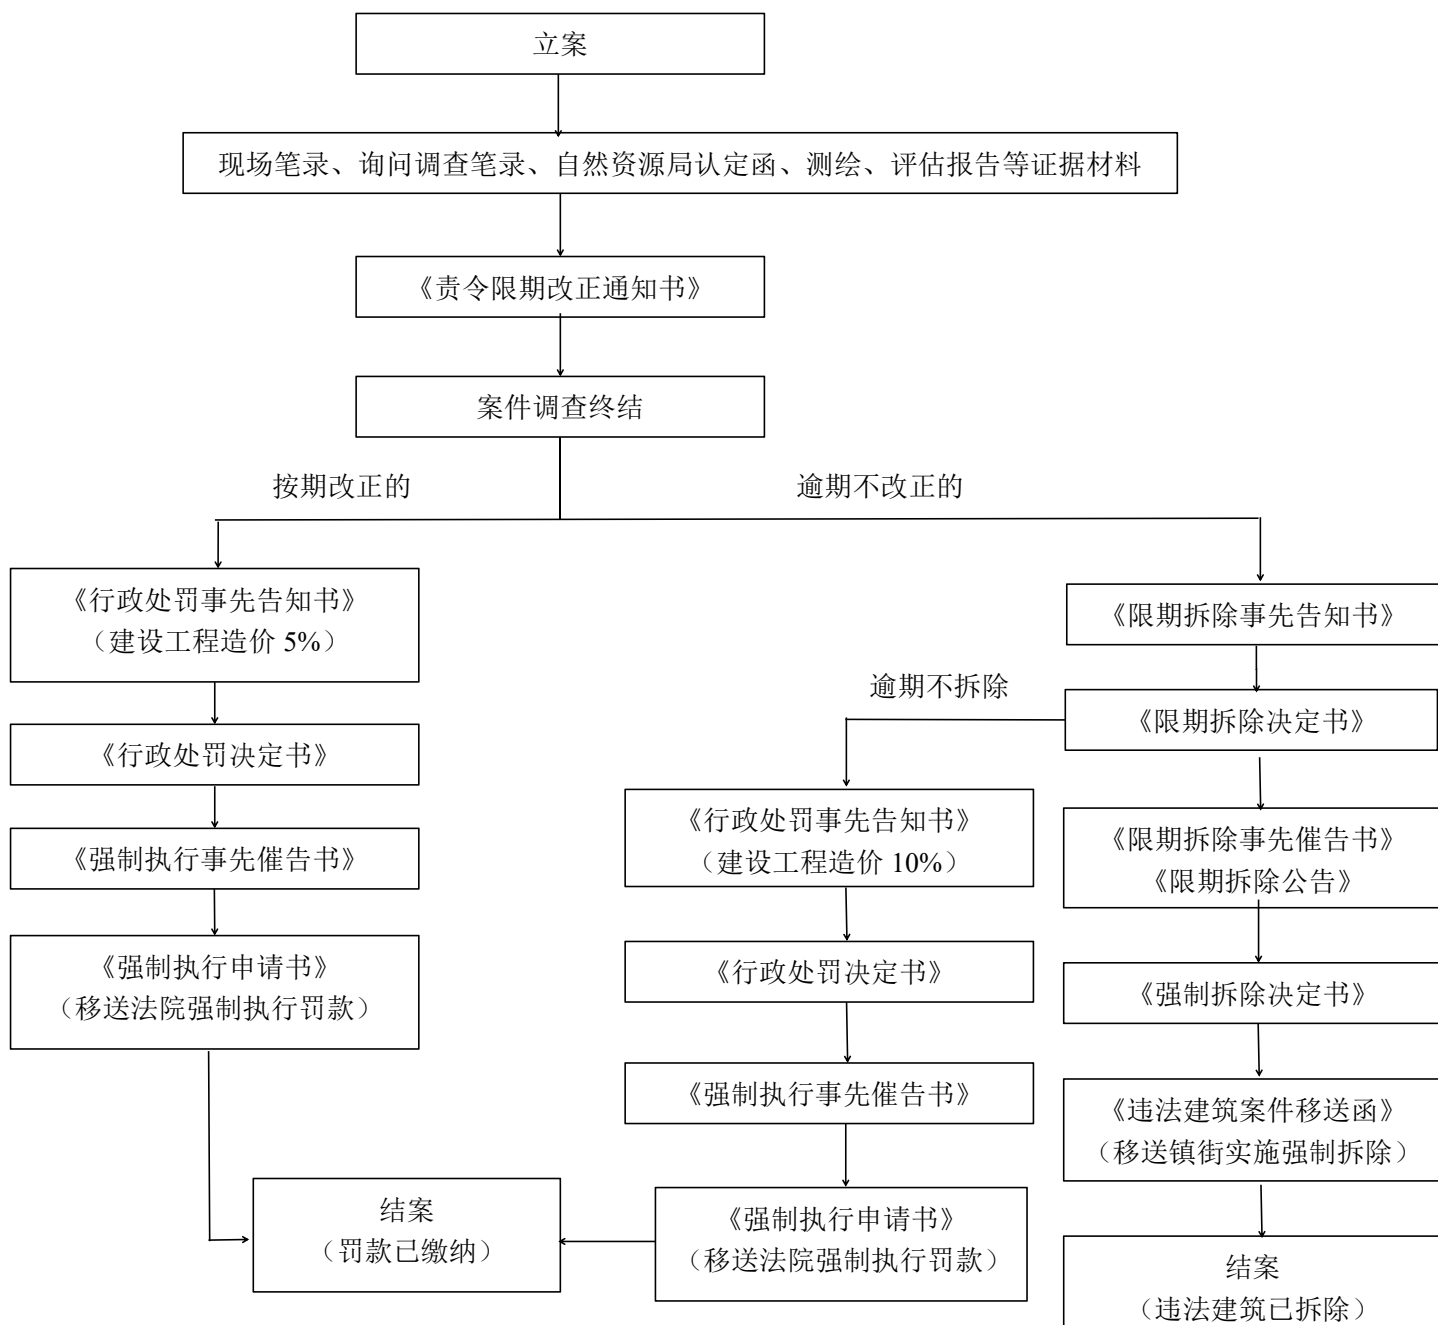 立案
现场笔录、询问调查笔录、自然资源局认定函、测绘、评估报告等证据材料
《责令限期改正通知书》
案件调查终结
按期改正的
逾期不改正的
《行政处罚事先告知书》
（建设工程造价 5%）
《行政处罚决定书》
《强制执行事先催告书》
《强制执行申请书》
（移送法院强制执行罚款）
《限期拆除事先告知书》
《限期拆除决定书》
逾期不拆除
《行政处罚事先告知书》
（建设工程造价 10%）
《行政处罚决定书》
《强制执行事先催告书》
《强制执行申请书》
（移送法院强制执行罚款）
结案
（罚款已缴纳）
《限期拆除事先催告书》
《限期拆除公告》
《强制拆除决定书》
《违法建筑案件移送函》
（移送镇街实施强制拆除）
结案
（违法建筑已拆除）